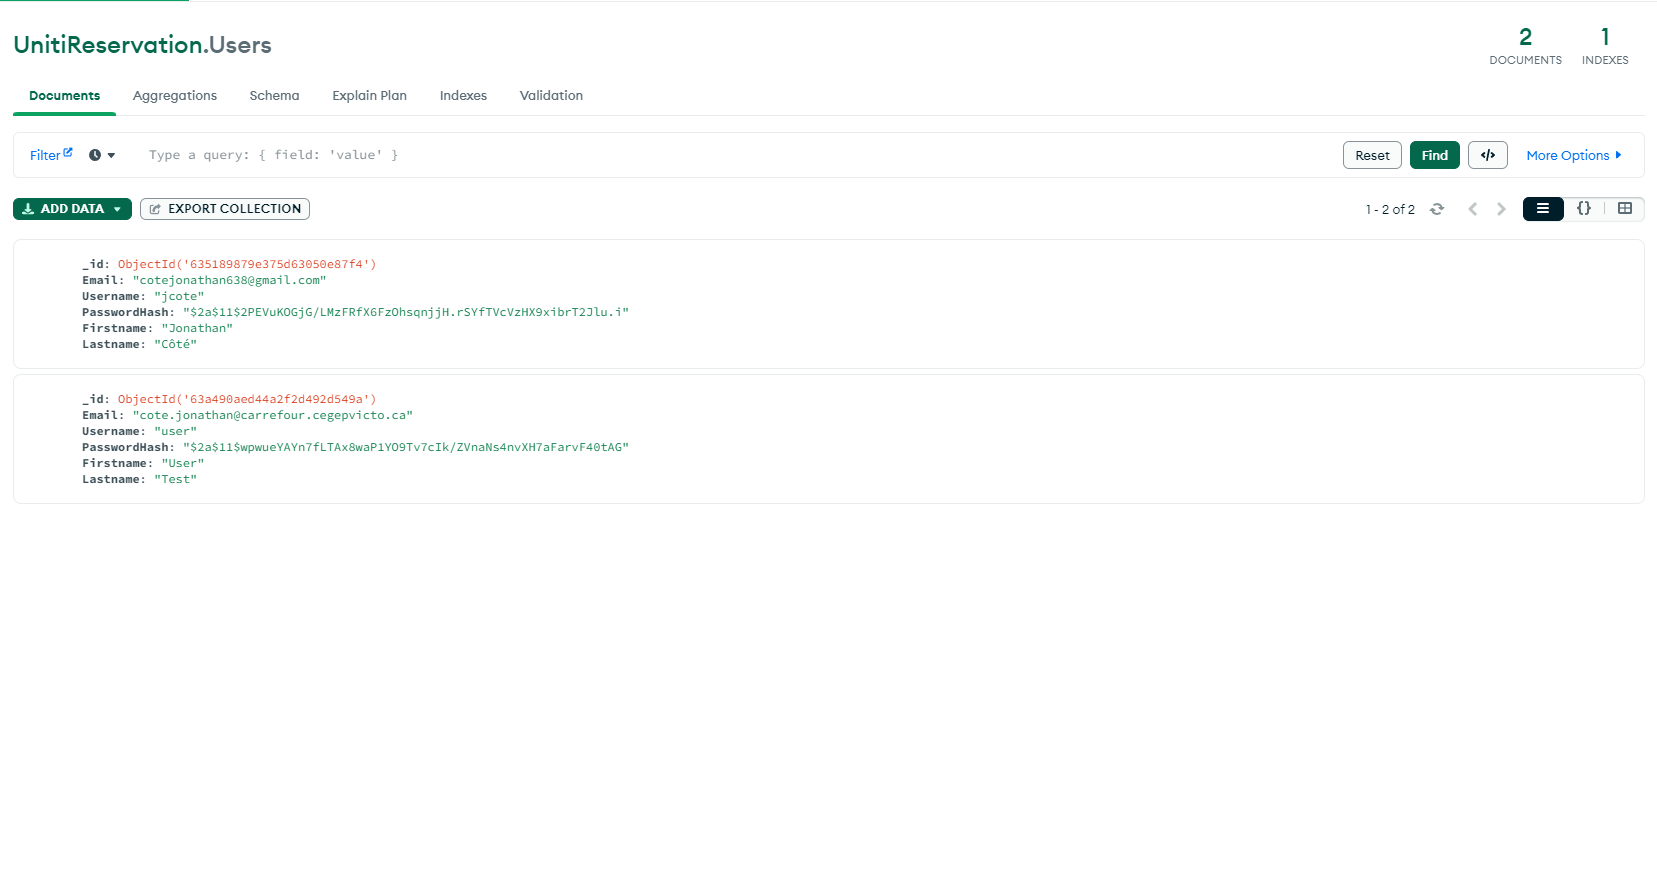 UnitiReservation.Users
2
DOCUMENTS
1
INDEXES
Documents Aggregations Schema Explain Plan Indexes Validation
Filter Type a query: { field: 'value' } Reset Find </> More Options
ADD DATA EXPORT COLLECTION 1 - 2 of 2 {}
_id: ObjectId('635189879e375d63050e87f4')
Email: "cotejonathan638@gmail.com"
Username: "jcote"
PasswordHash: "$2a$11$2PEVuKOGjG/LMzFRfX6FzOhsqnjjH.rSYfTVcVzHX9xibrT2Jlu.i"
Firstname: "Jonathan"
Lastname: "Côté"
_id: ObjectId('63a490aed44a2f2d492d549a')
Email: "cote.jonathan@carrefour.cegepvicto.ca"
Username: "user"
PasswordHash: "$2a$11$wpwueYAYn7fLTAx8waP1YO9Tv7cIk/ZVnaNs4nvXH7aFarvF40tAG"
Firstname: "User"
Lastname: "Test"